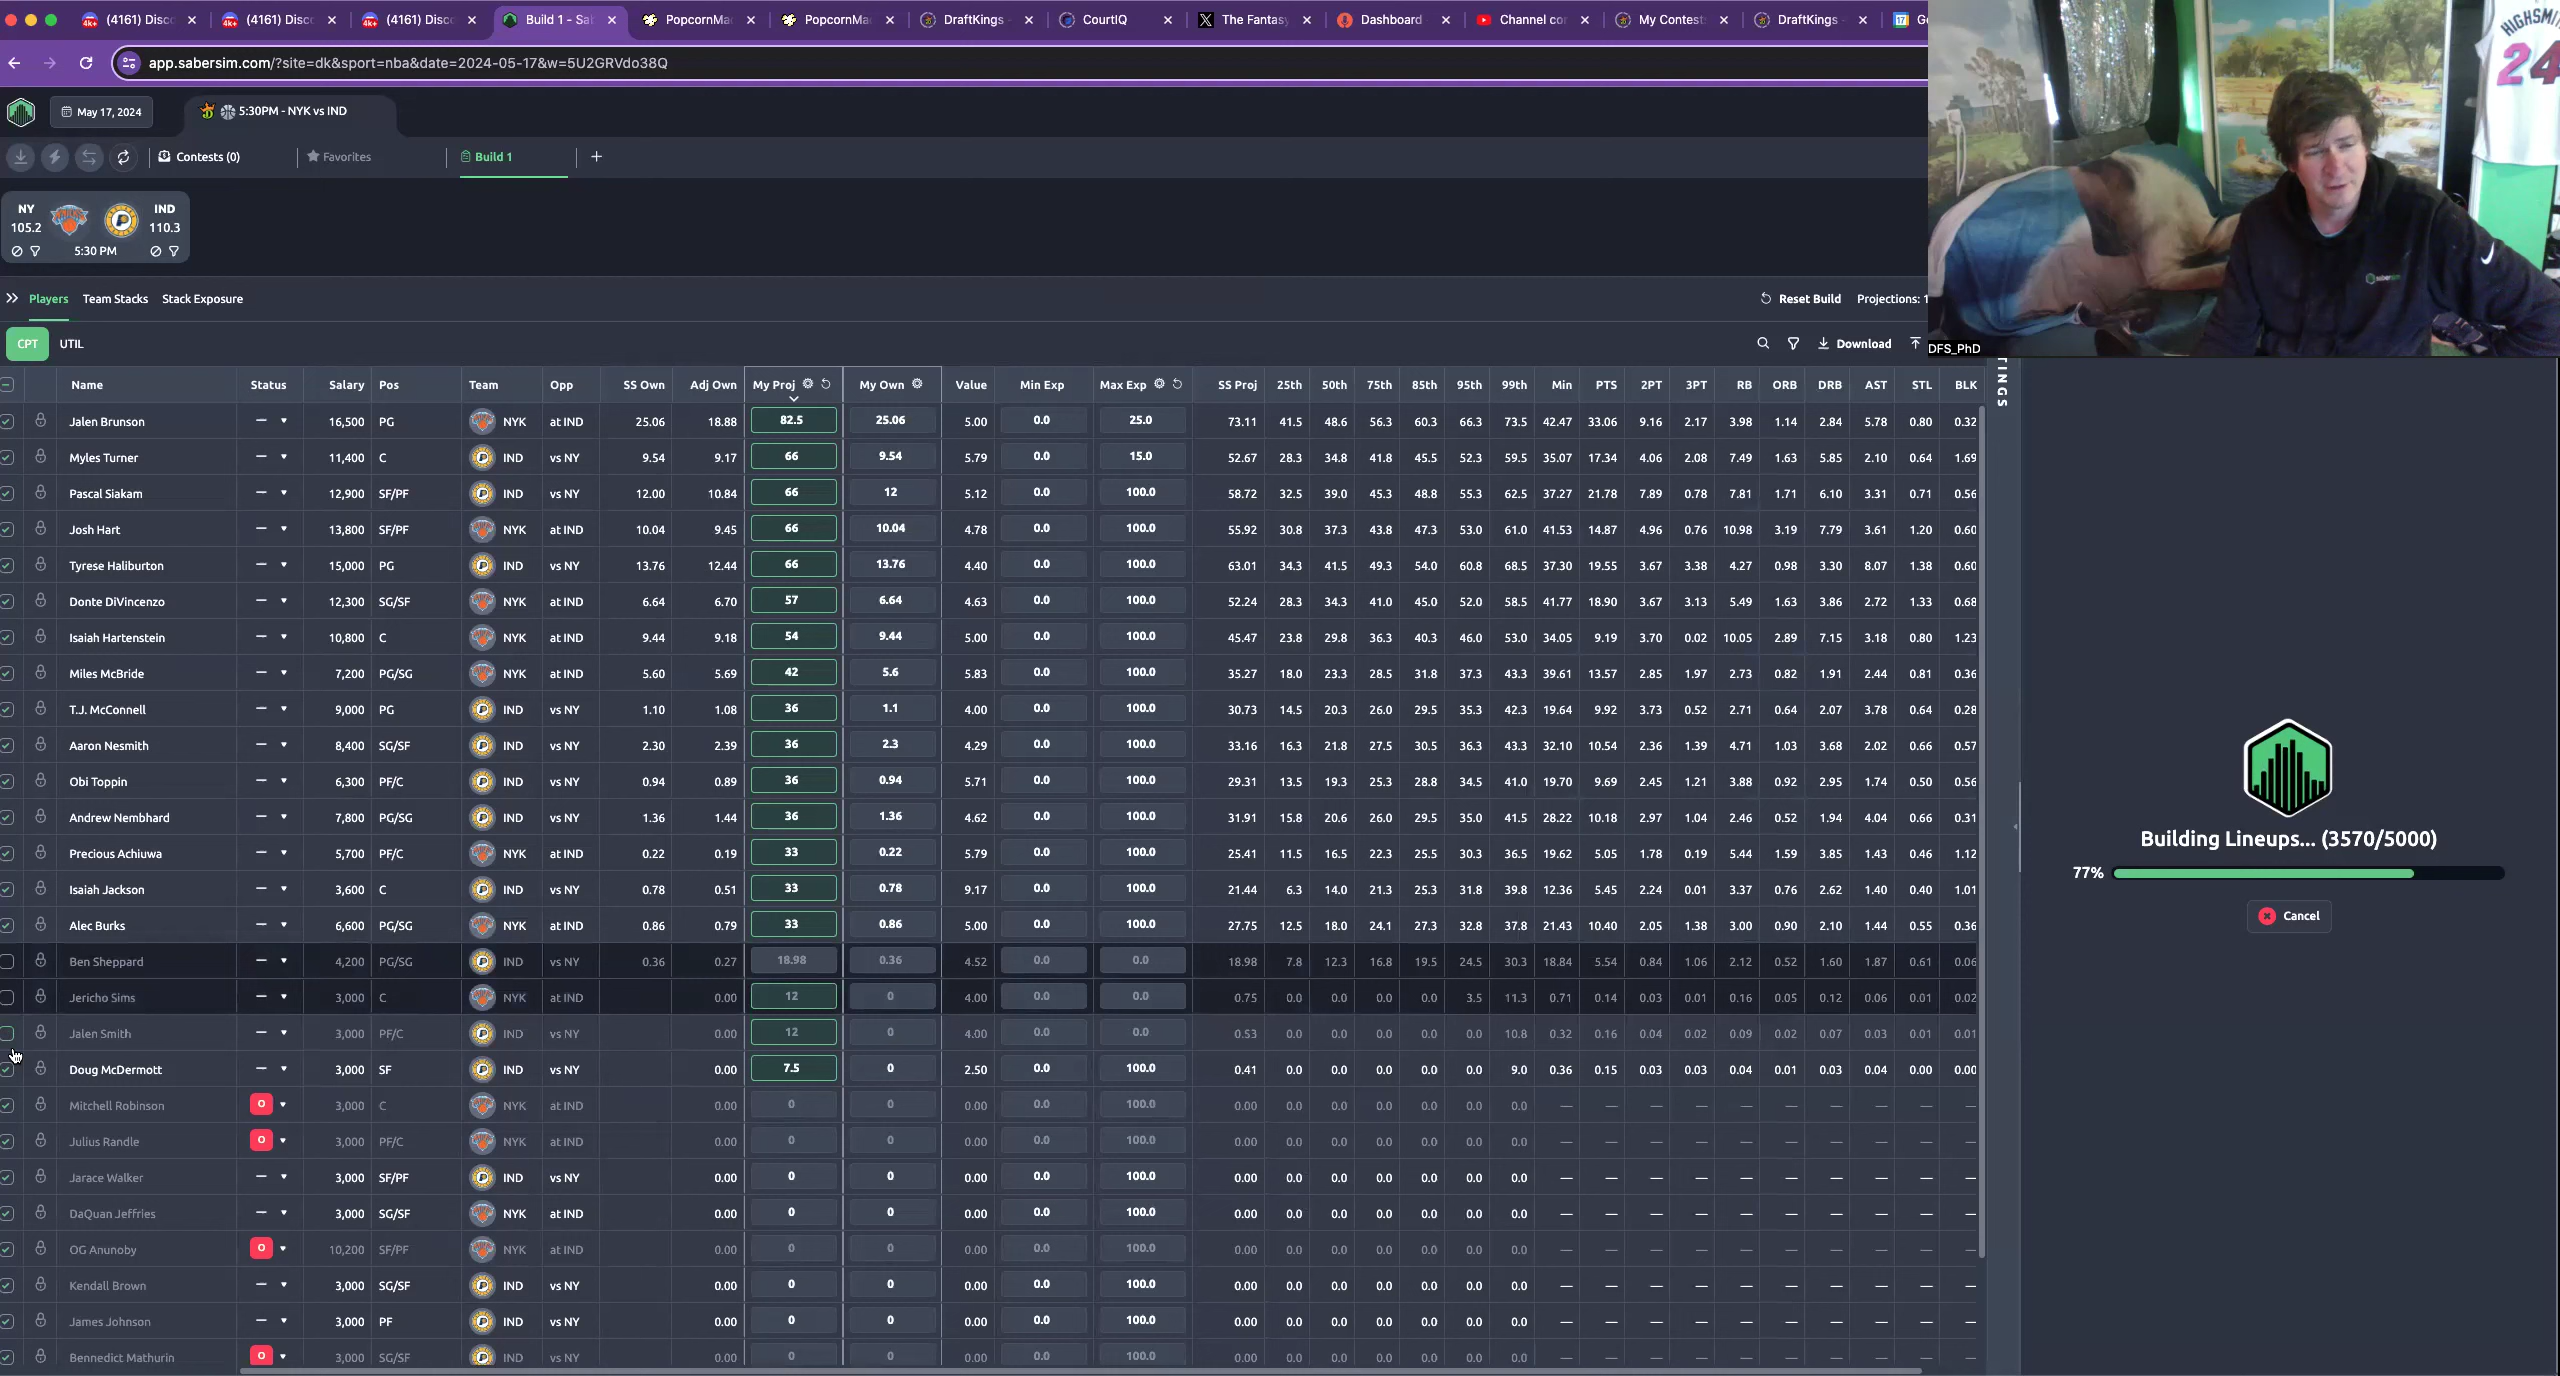 (4161) Disc
(4161) Disc
(4161) Disc
Build 1 - Sa
PopcornMa
PopcornMa
DraftKings -
CourtIQ
The Fantasy
Dashboard
Channel co
My Contest
DraftKings -
app.sabersim.com/?site=dk&sport=nba&date=2024-05-17&w=5U2GRVdo38Q
May 17, 2024
5:30PM - NYK vs IND
Contests (0)
Favorites
Build 1
NY IND
105.2 110.3
5:30 PM
HIGHSMI
24
DFS_PhD
Players Team Stacks Stack Exposure
Reset Build Projections: 1
CPT UTIL
Download
TINGS
Name Status Salary Pos Team Opp SS Own Adj Own My Proj My Own Value Min Exp Max Exp SS Proj 25th 50th 75th 85th 95th 99th Min PTS 2PT 3PT RB ORB DRB AST STL BLK
Jalen Brunson — 16,500 PG NYK at IND 25.06 18.88 82.5 25.06 5.00 0.0 25.0 73.11 41.5 48.6 56.3 60.3 66.3 73.5 42.47 33.06 9.16 2.17 3.98 1.14 2.84 5.78 0.80 0.32
Myles Turner — 11,400 C IND vs NY 9.54 9.17 66 9.54 5.79 0.0 15.0 52.67 28.3 34.8 41.8 45.5 52.3 59.5 35.07 17.34 4.06 2.08 7.49 1.63 5.85 2.10 0.64 1.69
Pascal Siakam — 12,900 SF/PF IND vs NY 12.00 10.84 66 12 5.12 0.0 100.0 58.72 32.5 39.0 45.3 48.8 55.3 62.5 37.27 21.78 7.89 0.78 7.81 1.71 6.10 3.31 0.71 0.56
Josh Hart — 13,800 SF/PF NYK at IND 10.04 9.45 66 10.04 4.78 0.0 100.0 55.92 30.8 37.3 43.8 47.3 53.0 61.0 41.53 14.87 4.96 0.76 10.98 3.19 7.79 3.61 1.20 0.60
Tyrese Haliburton — 15,000 PG IND vs NY 13.76 12.44 66 13.76 4.40 0.0 100.0 63.01 34.3 41.5 49.3 54.0 60.8 68.5 37.30 19.55 3.67 3.38 4.27 0.98 3.30 8.07 1.38 0.60
Donte DiVincenzo — 12,300 SG/SF NYK at IND 6.64 6.70 57 6.64 4.63 0.0 100.0 52.24 28.3 34.3 41.0 45.0 52.0 58.5 41.77 18.90 3.67 3.13 5.49 1.63 3.86 2.72 1.33 0.68
Isaiah Hartenstein — 10,800 C NYK at IND 9.44 9.18 54 9.44 5.00 0.0 100.0 45.47 23.8 29.8 36.3 40.3 46.0 53.0 34.05 9.19 3.70 0.02 10.05 2.89 7.15 3.18 0.80 1.23
Miles McBride — 7,200 PG/SG NYK at IND 5.60 5.69 42 5.6 5.83 0.0 100.0 35.27 18.0 23.3 28.5 31.8 37.3 43.3 39.61 13.57 2.85 1.97 2.73 0.82 1.91 2.44 0.81 0.36
T.J. McConnell — 9,000 PG IND vs NY 1.10 1.08 36 1.1 4.00 0.0 100.0 30.73 14.5 20.3 26.0 29.5 35.3 42.3 19.64 9.92 3.73 0.52 2.71 0.64 2.07 3.78 0.64 0.28
Aaron Nesmith — 8,400 SG/SF IND vs NY 2.30 2.39 36 2.3 4.29 0.0 100.0 33.16 16.3 21.8 27.5 30.5 36.3 43.3 32.10 10.54 2.36 1.39 4.71 1.03 3.68 2.02 0.66 0.57
Obi Toppin — 6,300 PF/C IND vs NY 0.94 0.89 36 0.94 5.71 0.0 100.0 29.31 13.5 19.3 25.3 28.8 34.5 41.0 19.70 9.69 2.45 1.21 3.88 0.92 2.95 1.74 0.50 0.56
Andrew Nembhard — 7,800 PG/SG IND vs NY 1.36 1.44 36 1.36 4.62 0.0 100.0 31.91 15.8 20.6 26.0 29.5 35.0 41.5 28.22 10.18 2.97 1.04 2.46 0.52 1.94 4.04 0.66 0.31
Precious Achiuwa — 5,700 PF/C NYK at IND 0.22 0.19 33 0.22 5.79 0.0 100.0 25.41 11.5 16.5 22.3 25.5 30.3 36.5 19.62 5.05 1.78 0.19 5.44 1.59 3.85 1.43 0.46 1.12
Isaiah Jackson — 3,600 C IND vs NY 0.78 0.51 33 0.78 9.17 0.0 100.0 21.44 6.3 14.0 21.3 25.3 31.8 39.8 12.36 5.45 2.24 0.01 3.37 0.76 2.62 1.40 0.40 1.01
Alec Burks — 6,600 PG/SG NYK at IND 0.86 0.79 33 0.86 5.00 0.0 100.0 27.75 12.5 18.0 24.1 27.3 32.8 37.8 21.43 10.40 2.05 1.38 3.00 0.90 2.10 1.44 0.55 0.36
Ben Sheppard — 4,200 PG/SG IND vs NY 0.36 0.27 18.98 0.36 4.52 0.0 0.0 18.98 7.8 12.3 16.8 19.5 24.5 30.3 18.84 5.54 0.84 1.06 2.12 0.52 1.60 1.87 0.61 0.06
Jericho Sims — 3,000 C NYK at IND 0.00 12 0 4.00 0.0 0.0 0.75 0.0 0.0 0.0 0.0 3.5 11.3 0.71 0.14 0.03 0.01 0.16 0.05 0.12 0.06 0.01 0.02
Jalen Smith — 3,000 PF/C IND vs NY 0.00 12 0 4.00 0.0 0.0 0.53 0.0 0.0 0.0 0.0 0.0 10.8 0.32 0.16 0.04 0.02 0.09 0.02 0.07 0.03 0.01 0.01
Doug McDermott — 3,000 SF IND vs NY 0.00 7.5 0 2.50 0.0 100.0 0.41 0.0 0.0 0.0 0.0 0.0 9.0 0.36 0.15 0.03 0.03 0.04 0.01 0.03 0.04 0.00 0.00
Mitchell Robinson O 3,000 C NYK at IND 0.00 0 0 0.00 0.0 100.0 0.00 0.0 0.0 0.0 0.0 0.0 0.0 — — — — — — — — — —
Julius Randle O 3,000 PF/C NYK at IND 0.00 0 0 0.00 0.0 100.0 0.00 0.0 0.0 0.0 0.0 0.0 0.0 — — — — — — — — — —
Jarace Walker — 3,000 SF/PF IND vs NY 0.00 0 0 0.00 0.0 100.0 0.00 0.0 0.0 0.0 0.0 0.0 0.0 — — — — — — — — — —
DaQuan Jeffries — 3,000 SG/SF NYK at IND 0.00 0 0 0.00 0.0 100.0 0.00 0.0 0.0 0.0 0.0 0.0 0.0 — — — — — — — — — —
OG Anunoby O 10,200 SF/PF NYK at IND 0.00 0 0 0.00 0.0 100.0 0.00 0.0 0.0 0.0 0.0 0.0 0.0 — — — — — — — — — —
Kendall Brown — 3,000 SG/SF IND vs NY 0.00 0 0 0.00 0.0 100.0 0.00 0.0 0.0 0.0 0.0 0.0 0.0 — — — — — — — — — —
James Johnson — 3,000 PF IND vs NY 0.00 0 0 0.00 0.0 100.0 0.00 0.0 0.0 0.0 0.0 0.0 0.0 — — — — — — — — — —
Bennedict Mathurin O 3,000 SG/SF IND vs NY 0.00 0 0 0.00 0.0 100.0 0.00 0.0 0.0 0.0 0.0 0.0 0.0 — — — — — — — — — —
Building Lineups... (3570/5000)
77%
Cancel